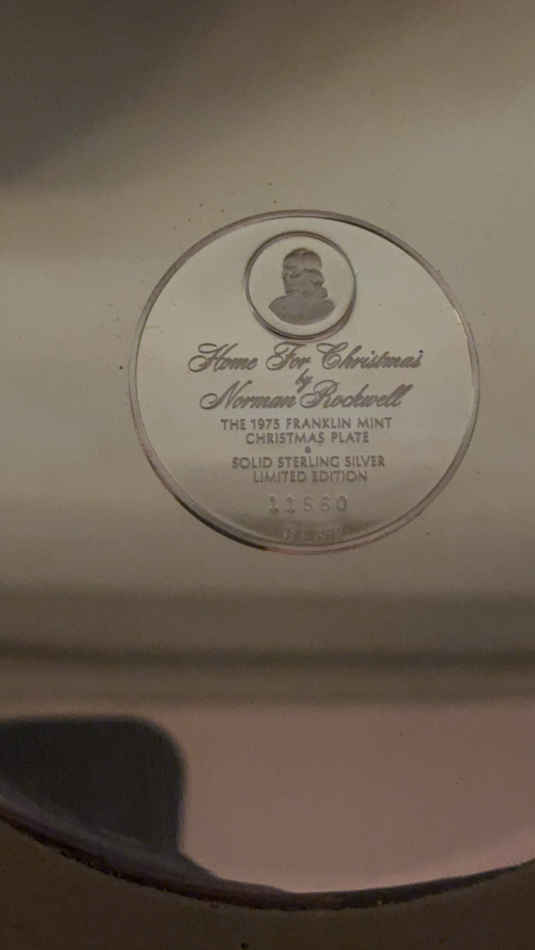 Home For Christmas
by
Norman Rockwell
THE 1975 FRANKLIN MINT
CHRISTMAS PLATE
SOLID STERLING SILVER
LIMITED EDITION